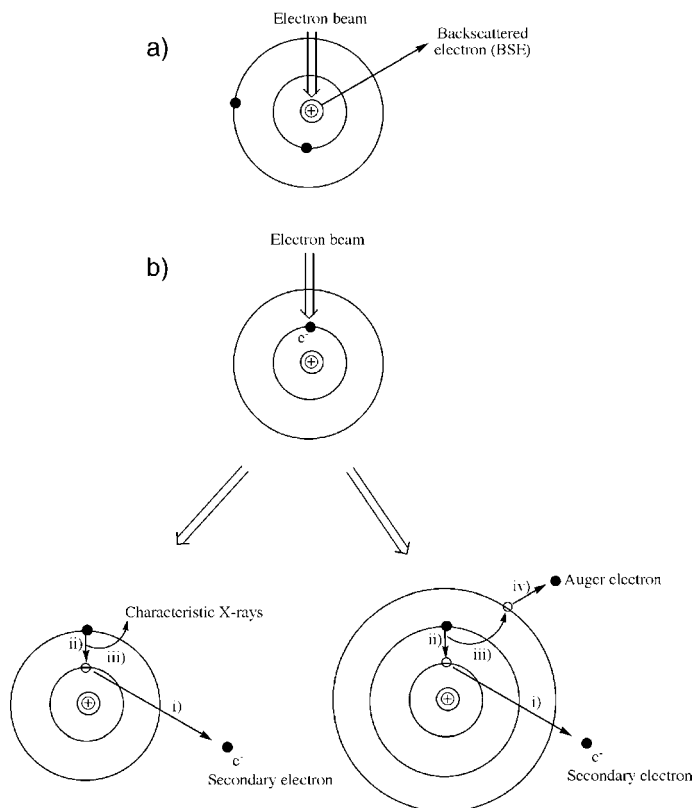 Electron beam
a)
Backscattered
electron (BSE)
+
Electron beam
b)
e-
+
Characteristic X-rays
ii)
iii)
i)
+
e-
Secondary electron
iv)
Auger electron
ii)
iii)
i)
+
e-
Secondary electron